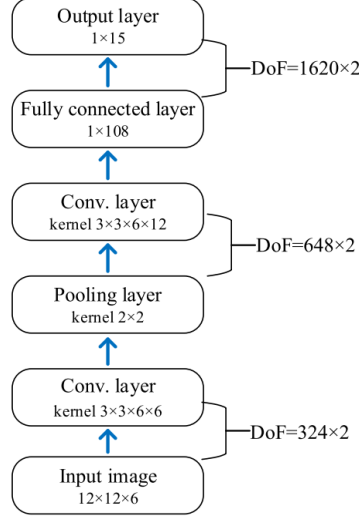 Output layer
1×15
DoF=1620×2
Fully connected layer
1×108
Conv. layer
kernel 3×3×6×12
DoF=648×2
Pooling layer
kernel 2×2
Conv. layer
kernel 3×3×6×6
DoF=324×2
Input image
12×12×6